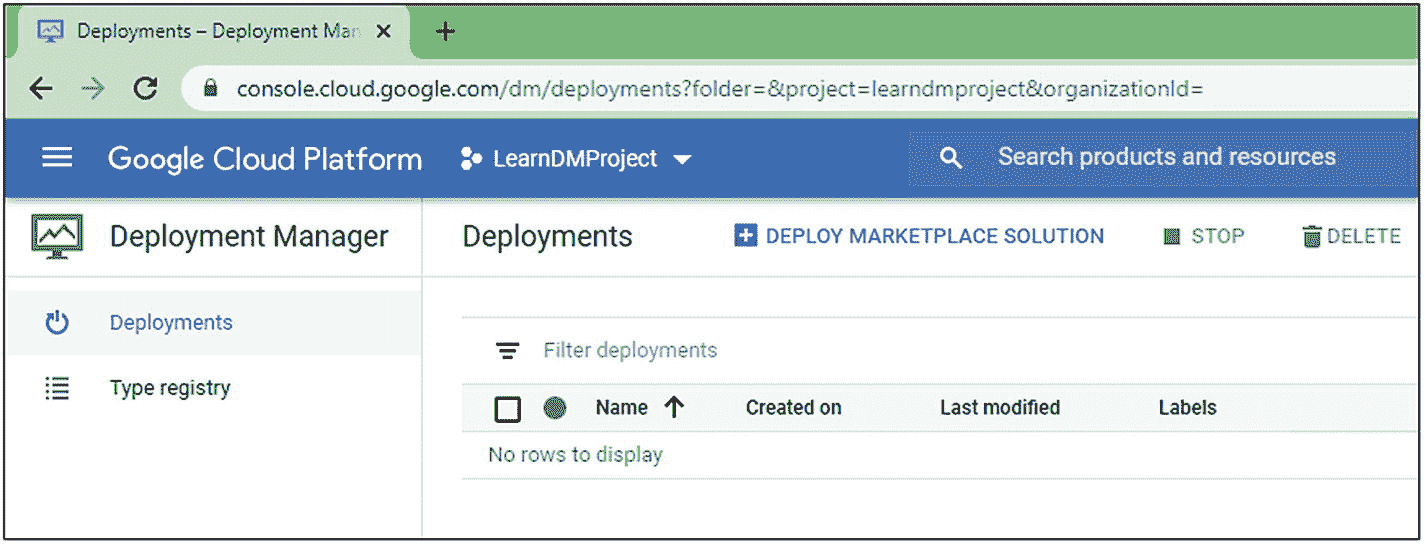 Deployments – Deployment Man
console.cloud.google.com/dm/deployments?folder=&project=learndmproject&organizationId=
Google Cloud Platform LearnDMProject Search products and resources
Deployment Manager Deployments DEPLOY MARKETPLACE SOLUTION STOP DELETE
Deployments
Type registry
Filter deployments
Name Created on Last modified Labels
No rows to display